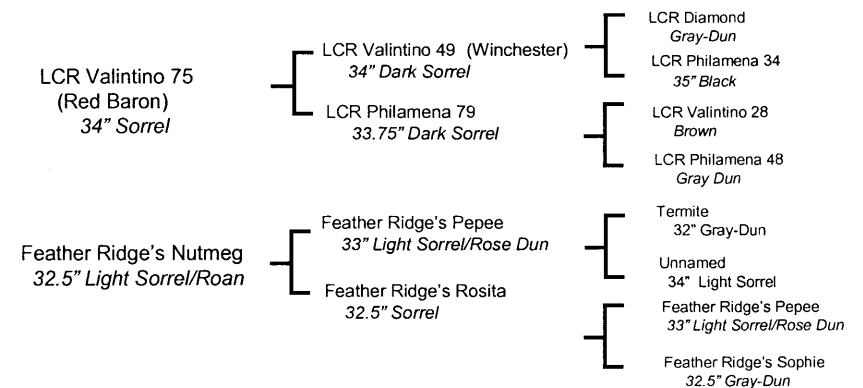 LCR Valintino 75
(Red Baron)
34" Sorrel
LCR Valintino 49 (Winchester)
34" Dark Sorrel
LCR Philamena 79
33.75" Dark Sorrel
LCR Diamond
Gray-Dun
LCR Philamena 34
35" Black
LCR Valintino 28
Brown
LCR Philamena 48
Gray Dun
Feather Ridge's Nutmeg
32.5" Light Sorrel/Roan
Feather Ridge's Pepee
33" Light Sorrel/Rose Dun
Feather Ridge's Rosita
32.5" Sorrel
Termite
32" Gray-Dun
Unnamed
34" Light Sorrel
Feather Ridge's Pepee
33" Light Sorrel/Rose Dun
Feather Ridge's Sophie
32.5" Gray-Dun